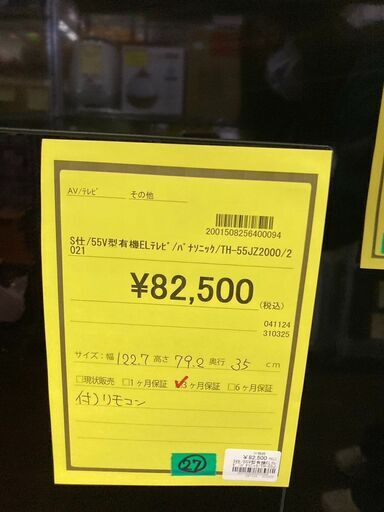 AV/テレビ その他
2001508256400094
S仕/55V型有機ELテレビ/パナソニック/TH-55JZ2000/2
021
¥82,500(税込)
041124
310325
サイズ:幅 122.7 高さ 79.2 奥行 35 cm
□現状販売 □1ヶ月保証 ☑3ヶ月保証 □6ヶ月保証
付)リモコン
27
¥82,500